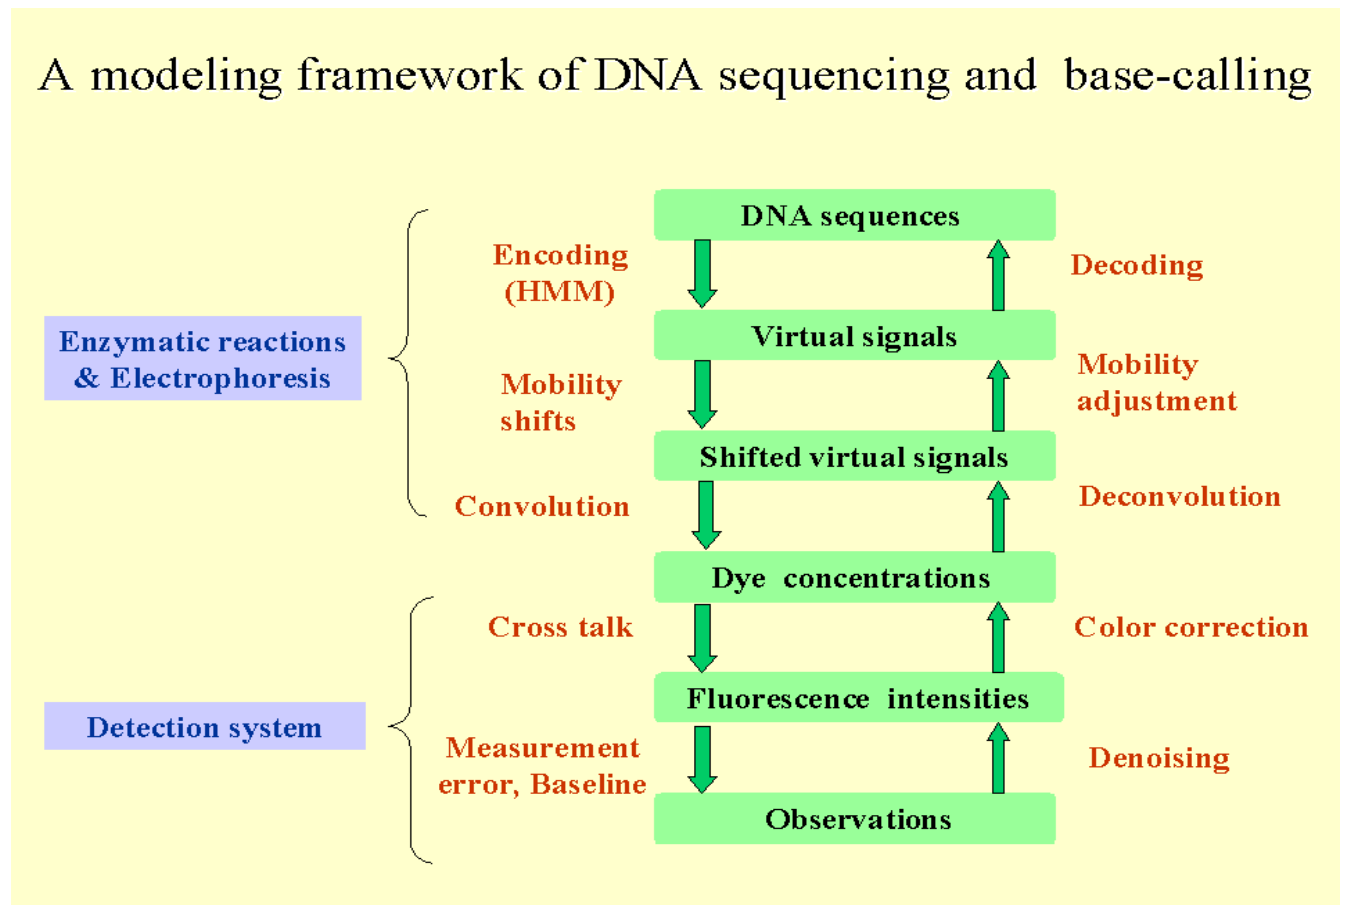 A modeling framework of DNA sequencing and base-calling
DNA sequences
Encoding
(HMM)
Decoding
Virtual signals
Enzymatic reactions
& Electrophoresis
Mobility
shifts
Mobility
adjustment
Shifted virtual signals
Convolution
Deconvolution
Dye concentrations
Cross talk
Color correction
Fluorescence intensities
Detection system
Measurement
error, Baseline
Denoising
Observations